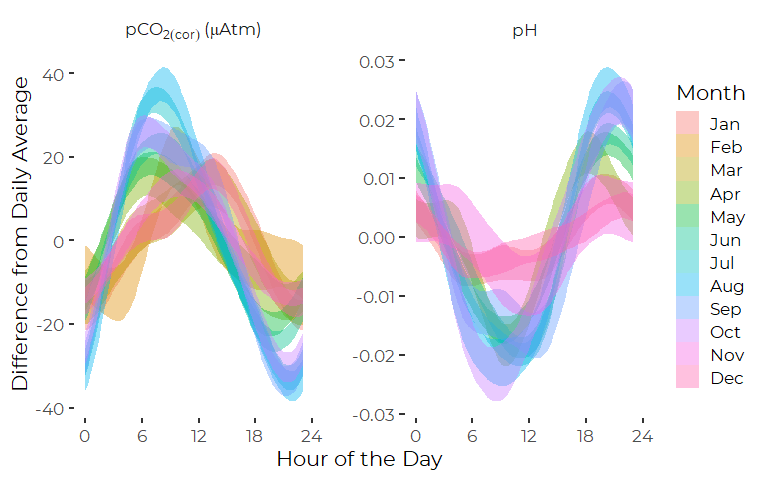 pCO₂₍cor₎ (µAtm)
pH
Difference from Daily Average
40
20
0
-20
-40
0 6 12 18 24
0.03
0.02
0.01
0.00
-0.01
-0.02
-0.03
0 6 12 18 24
Hour of the Day
Month
Jan
Feb
Mar
Apr
May
Jun
Jul
Aug
Sep
Oct
Nov
Dec